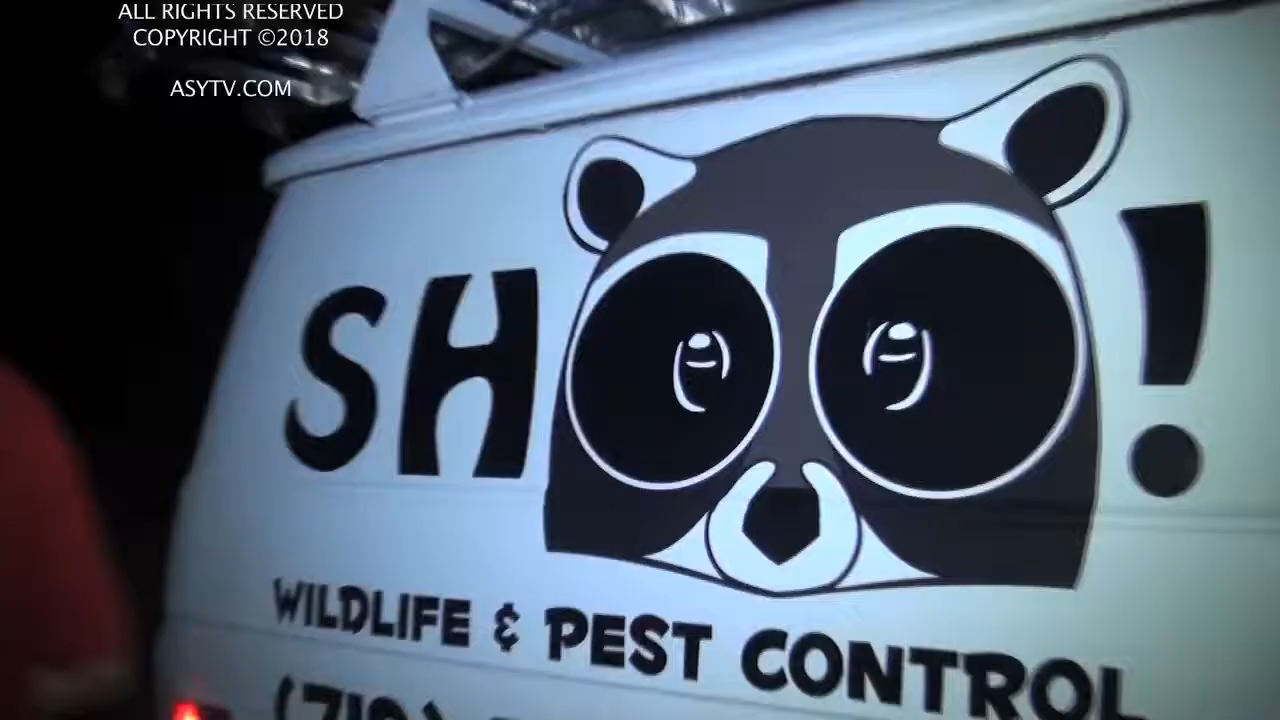 ALL RIGHTS RESERVED
COPYRIGHT ©2018
ASYTV.COM
SHOO!
WILDLIFE & PEST CONTROL